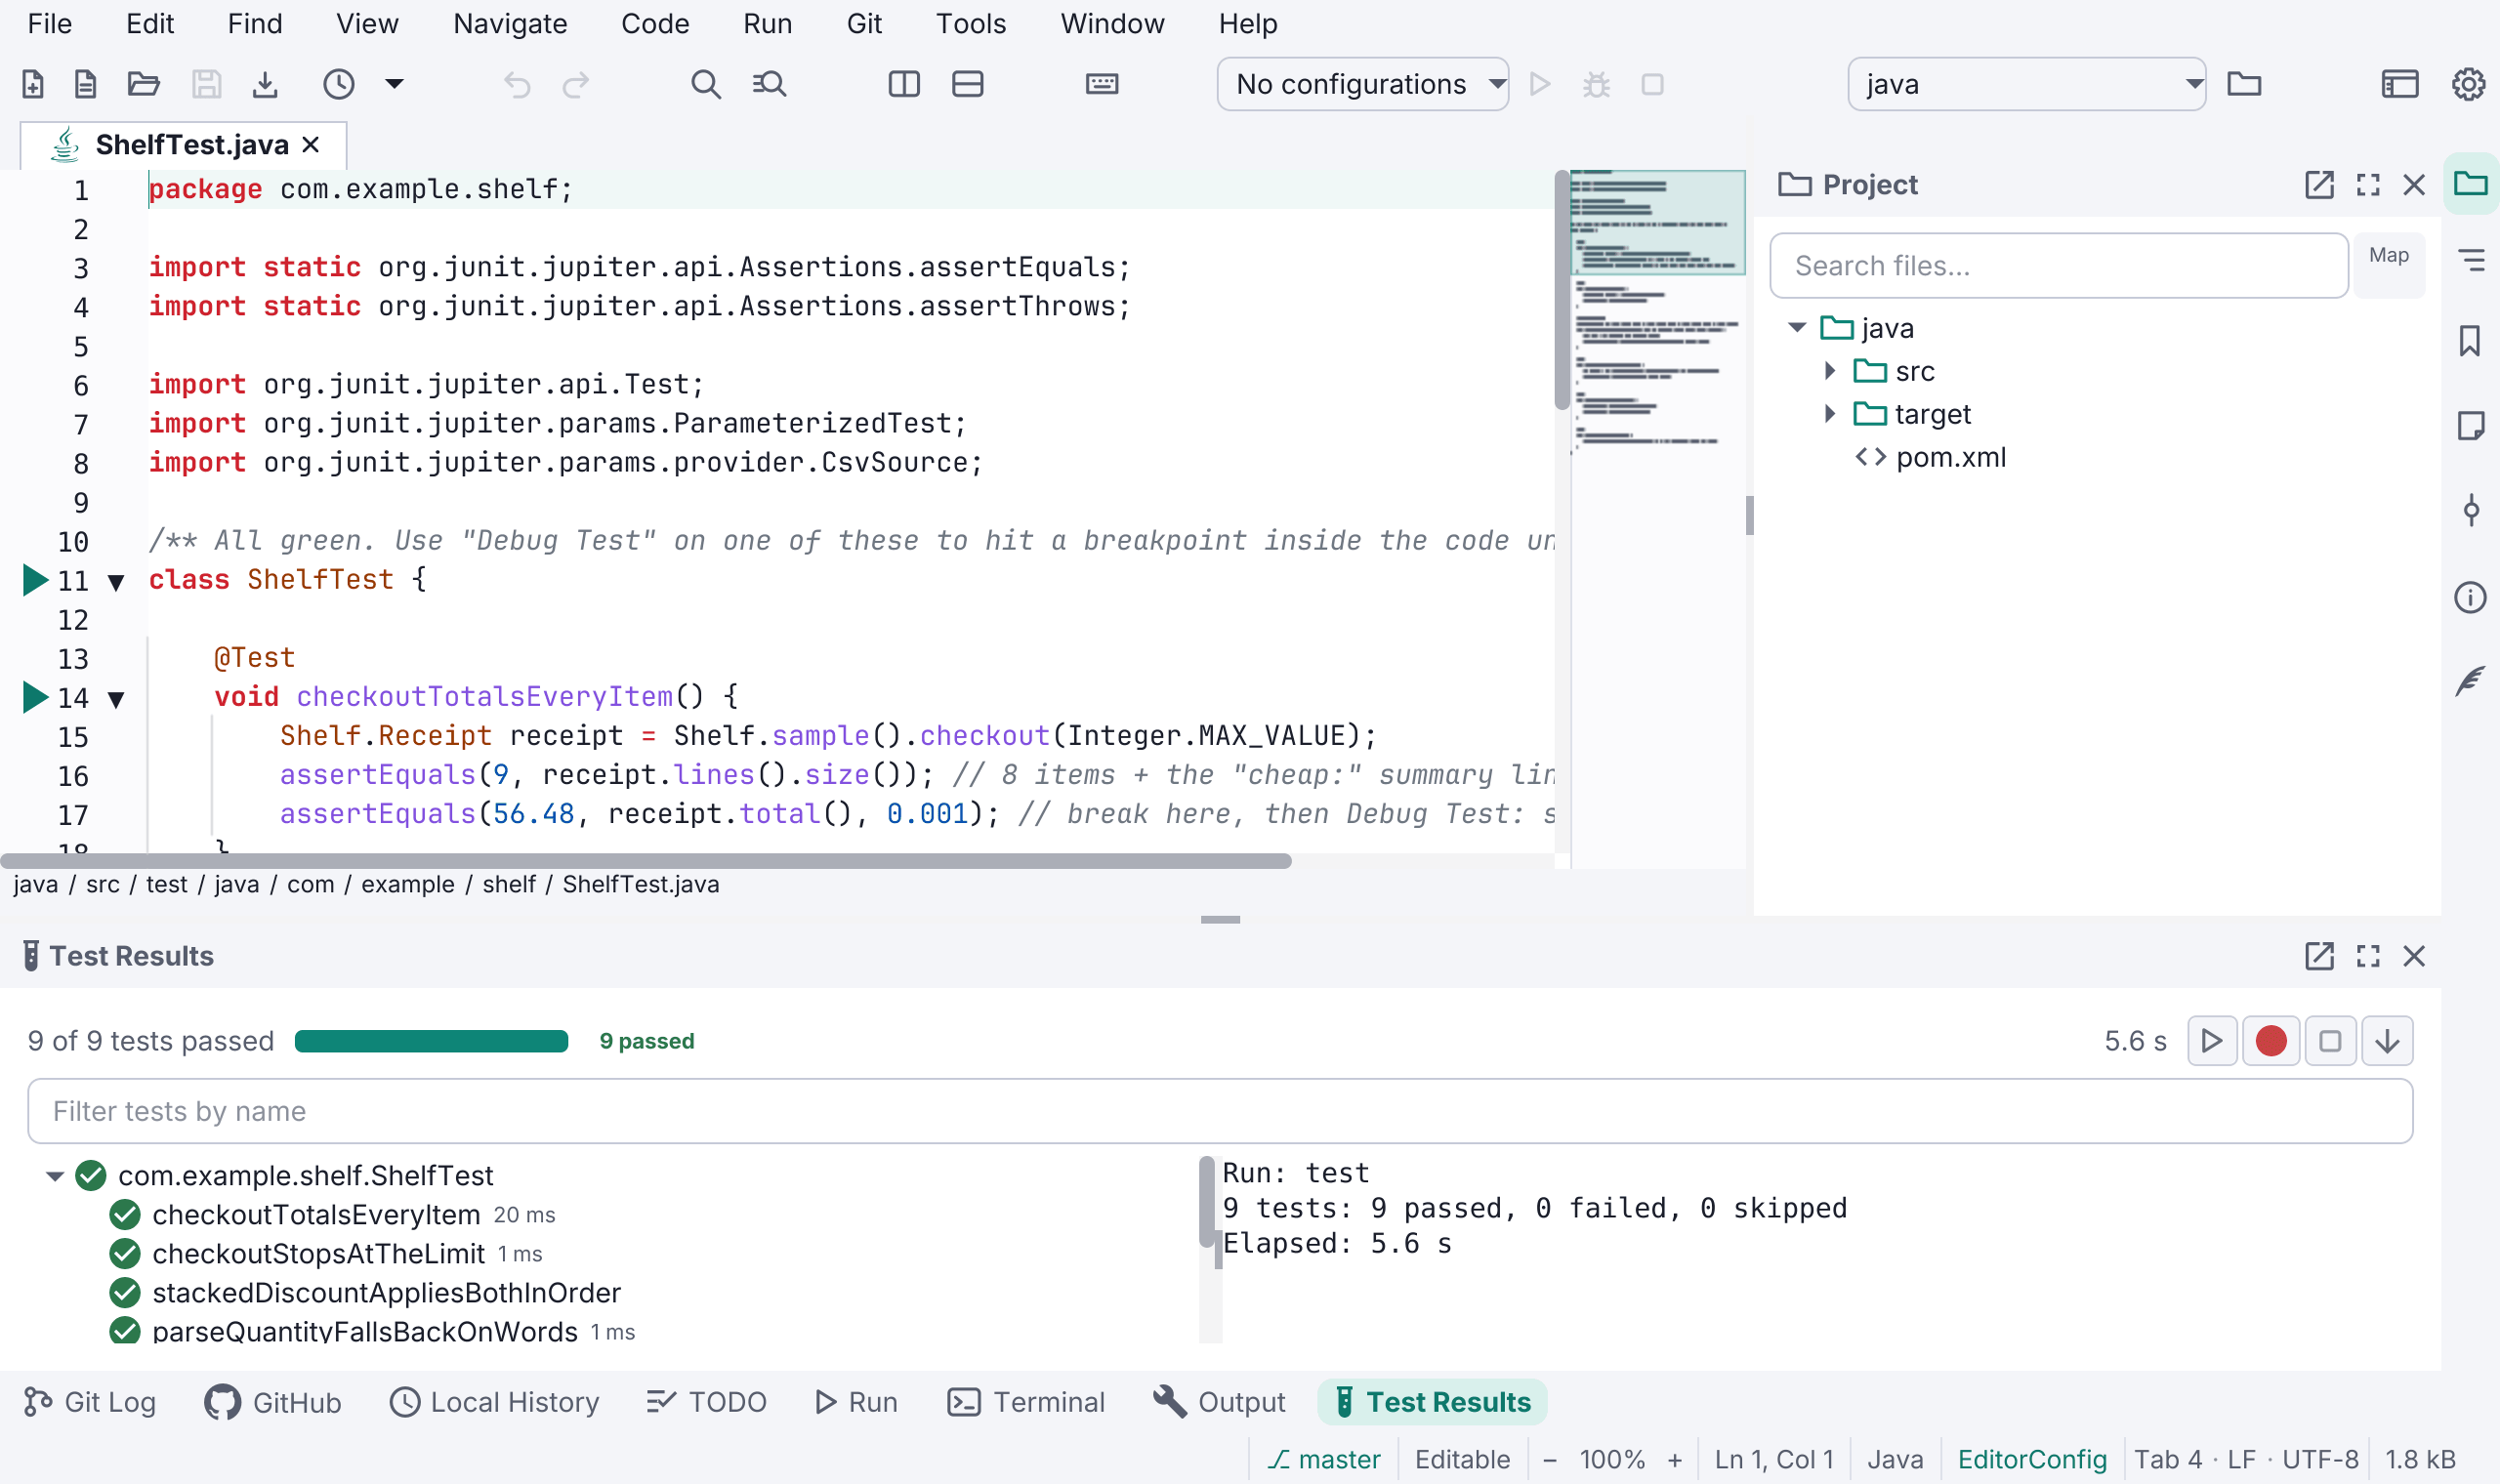 File Edit Find View Navigate Code Run Git Tools Window Help
No configurations
java
ShelfTest.java
1 package com.example.shelf;
2
3 import static org.junit.jupiter.api.Assertions.assertEquals;
4 import static org.junit.jupiter.api.Assertions.assertThrows;
5
6 import org.junit.jupiter.api.Test;
7 import org.junit.jupiter.params.ParameterizedTest;
8 import org.junit.jupiter.params.provider.CsvSource;
9
10 /** All green. Use "Debug Test" on one of these to hit a breakpoint inside the code un
11 class ShelfTest {
12
13 @Test
14 void checkoutTotalsEveryItem() {
15 Shelf.Receipt receipt = Shelf.sample().checkout(Integer.MAX_VALUE);
16 assertEquals(9, receipt.lines().size()); // 8 items + the "cheap:" summary lin
17 assertEquals(56.48, receipt.total(), 0.001); // break here, then Debug Test: s
18 }
java / src / test / java / com / example / shelf / ShelfTest.java
Project
Search files...
Map
java
src
target
pom.xml
Test Results
9 of 9 tests passed
9 passed
5.6 s
Filter tests by name
com.example.shelf.ShelfTest
checkoutTotalsEveryItem 20 ms
checkoutStopsAtTheLimit 1 ms
stackedDiscountAppliesBothInOrder
parseQuantityFallsBackOnWords 1 ms
Run: test
9 tests: 9 passed, 0 failed, 0 skipped
Elapsed: 5.6 s
Git Log GitHub Local History TODO Run Terminal Output Test Results
master Editable − 100% + Ln 1, Col 1 Java EditorConfig Tab 4 · LF · UTF-8 1.8 kB